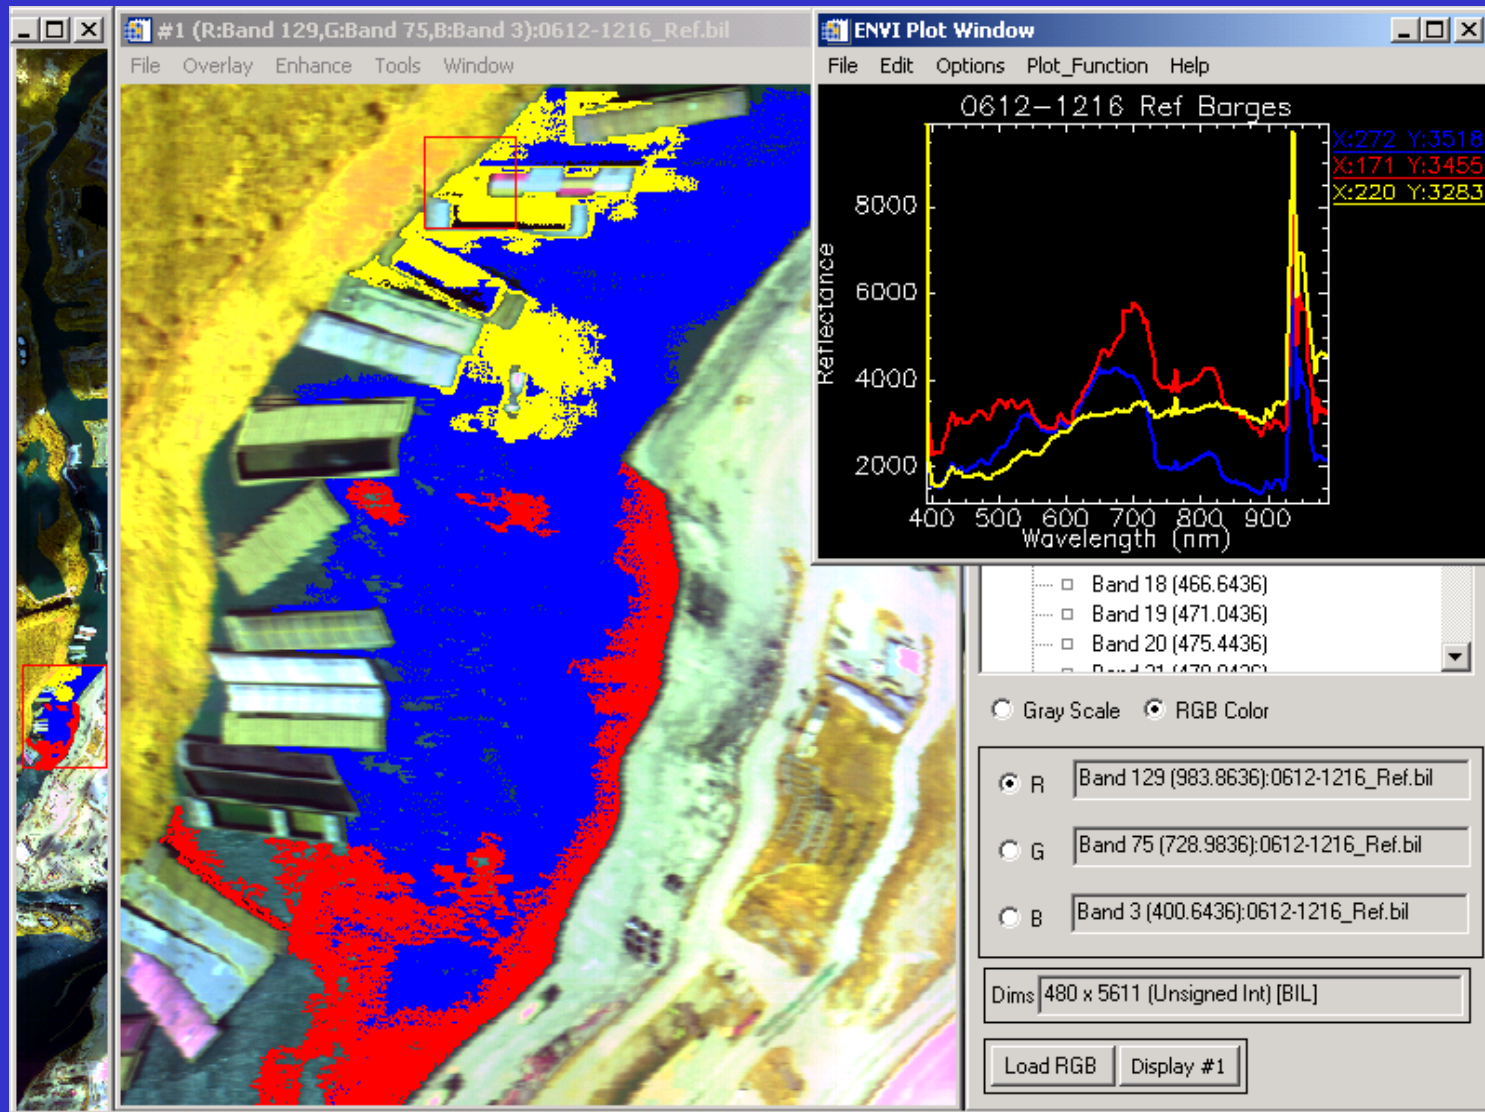 #1 (R:Band 129,G:Band 75,B:Band 3):0612-1216_Ref.bil
File Overlay Enhance Tools Window
ENVI Plot Window
File Edit Options Plot_Function Help
0612-1216 Ref Barges
X:272 Y:3518
X:171 Y:3455
X:220 Y:3283
Reflectance
8000
6000
4000
2000
400 500 600 700 800 900
Wavelength (nm)
Band 18 (466.6436)
Band 19 (471.0436)
Band 20 (475.4436)
Gray Scale RGB Color
R Band 129 (983.8636):0612-1216_Ref.bil
G Band 75 (728.9836):0612-1216_Ref.bil
B Band 3 (400.6436):0612-1216_Ref.bil
Dims 480 x 5611 (Unsigned Int) [BIL]
Load RGB Display #1